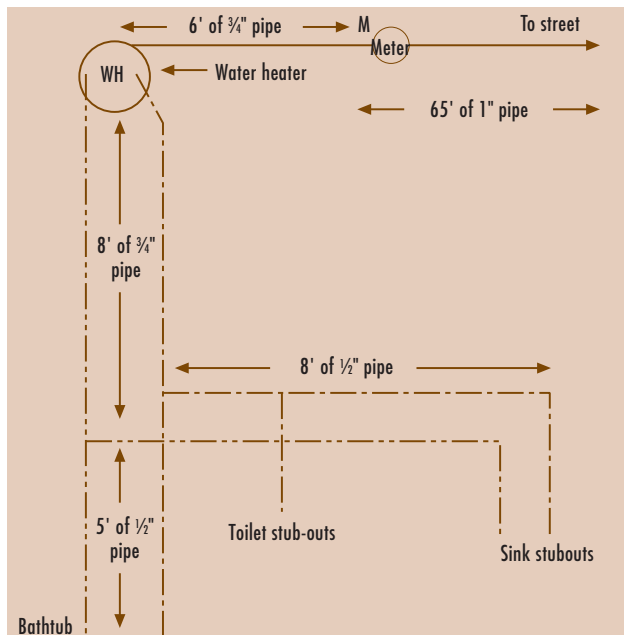 6' of ¾" pipe
M
Meter
To street
WH
Water heater
65' of 1" pipe
8' of ¾"
pipe
8' of ½" pipe
5' of ½"
pipe
Toilet stub-outs
Sink stubouts
Bathtub